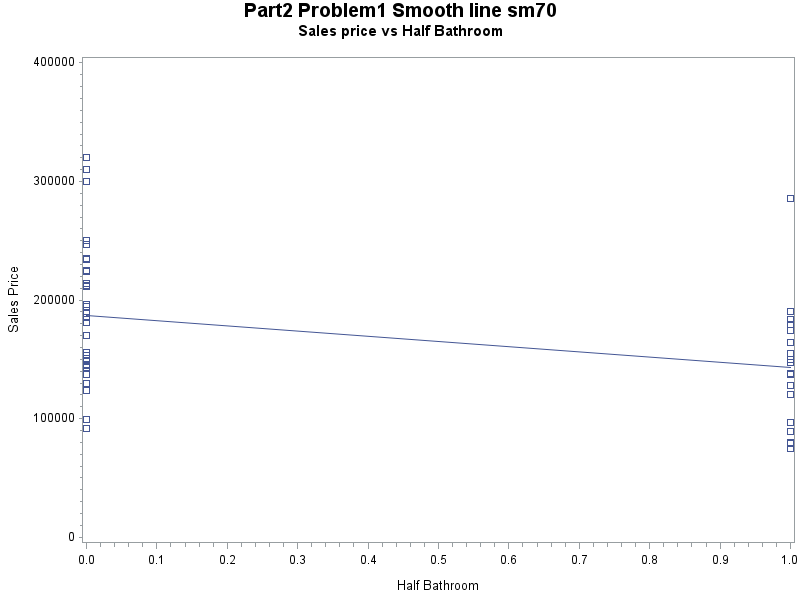 Part2 Problem1 Smooth line sm70
Sales price vs Half Bathroom
400000
300000
200000
100000
0
Sales Price
0.0 0.1 0.2 0.3 0.4 0.5 0.6 0.7 0.8 0.9 1.0
Half Bathroom